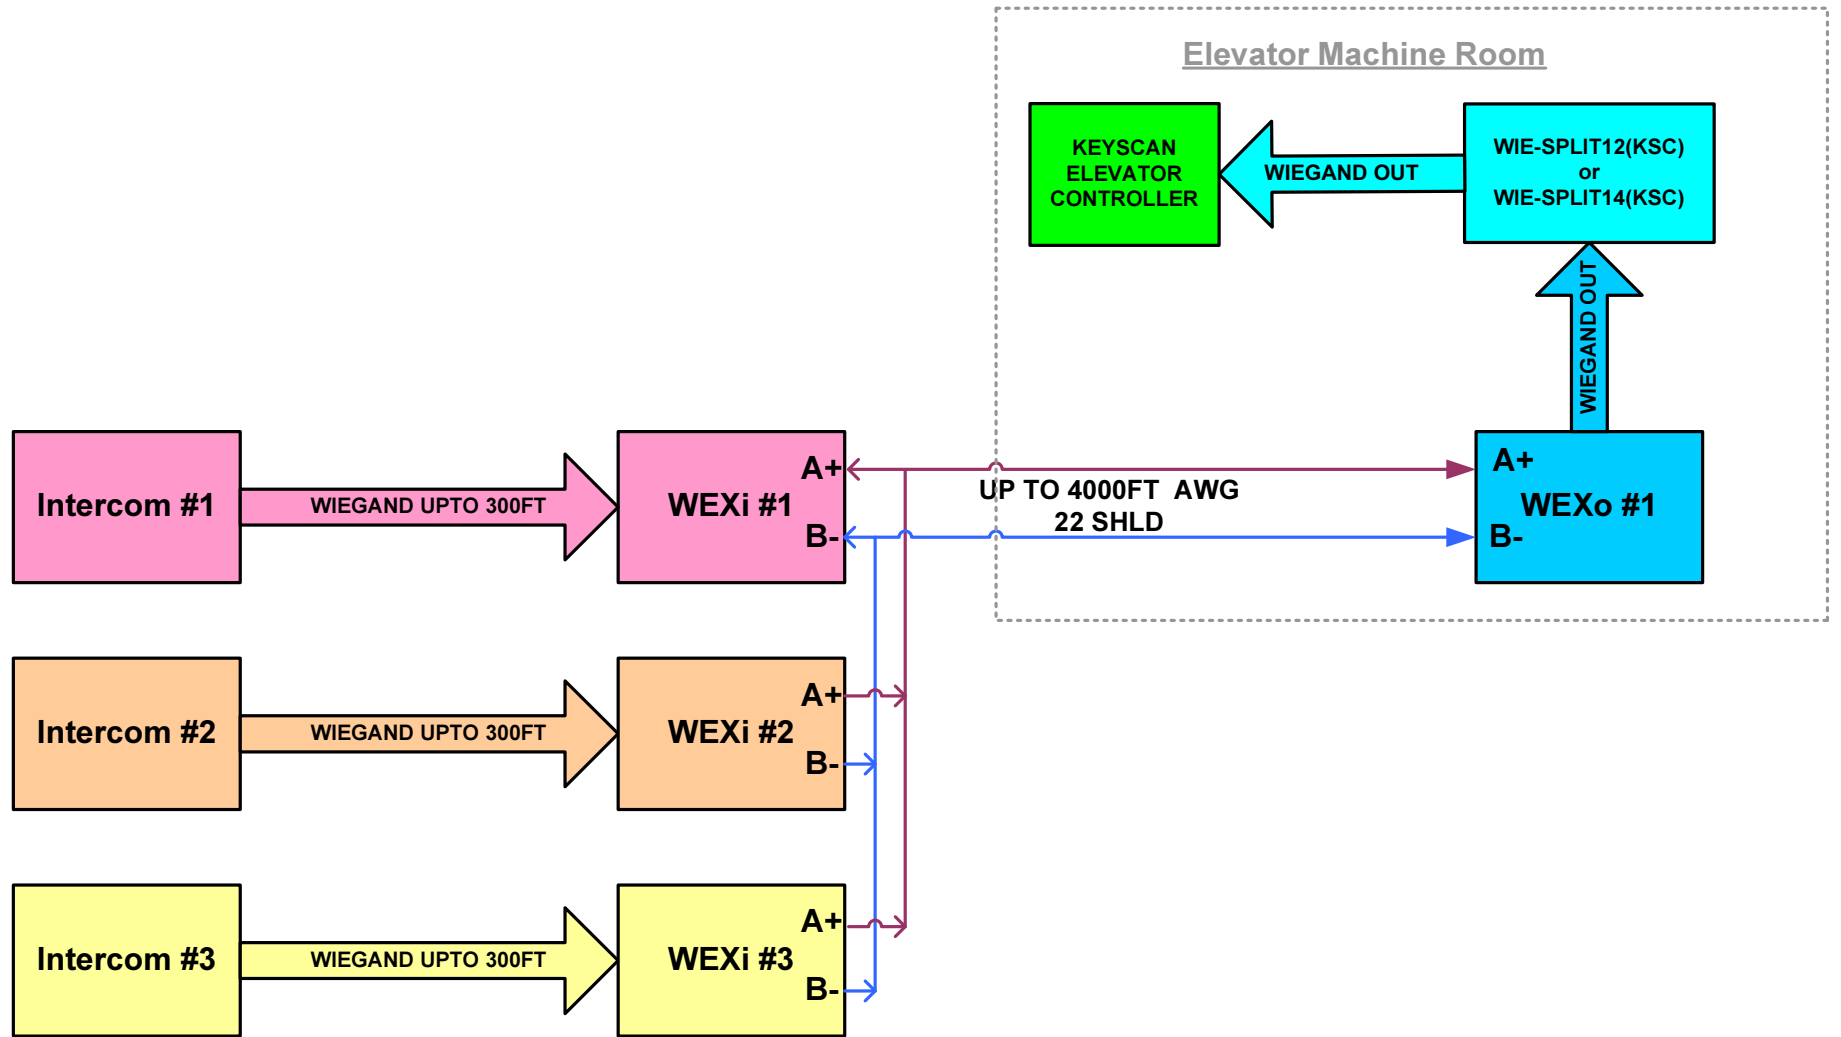 Elevator Machine Room
KEYSCAN
ELEVATOR
CONTROLLER
WIEGAND OUT
WIE-SPLIT12(KSC)
or
WIE-SPLIT14(KSC)
WIEGAND OUT
Intercom #1
WIEGAND UPTO 300FT
WEXi #1
A+
B-
UP TO 4000FT AWG
22 SHLD
A+
WEXo #1
B-
Intercom #2
WIEGAND UPTO 300FT
WEXi #2
A+
B-
Intercom #3
WIEGAND UPTO 300FT
WEXi #3
A+
B-